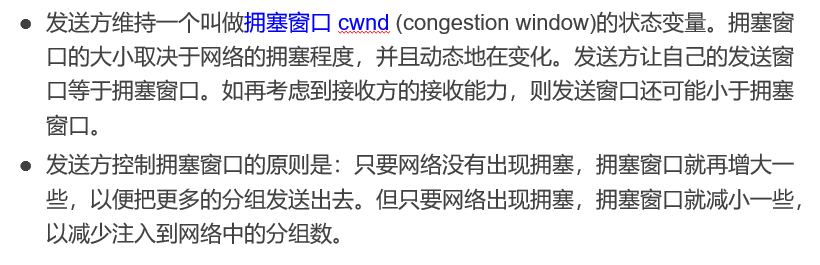 ● 发送方维持一个叫做拥塞窗口 cwnd (congestion window)的状态变量。拥塞窗
口的大小取决于网络的拥塞程度，并且动态地在变化。发送方让自己的发送窗
口等于拥塞窗口。如再考虑到接收方的接收能力，则发送窗口还可能小于拥塞
窗口。
● 发送方控制拥塞窗口的原则是：只要网络没有出现拥塞，拥塞窗口就再增大一
些，以便把更多的分组发送出去。但只要网络出现拥塞，拥塞窗口就减小一些，
以减少注入到网络中的分组数。